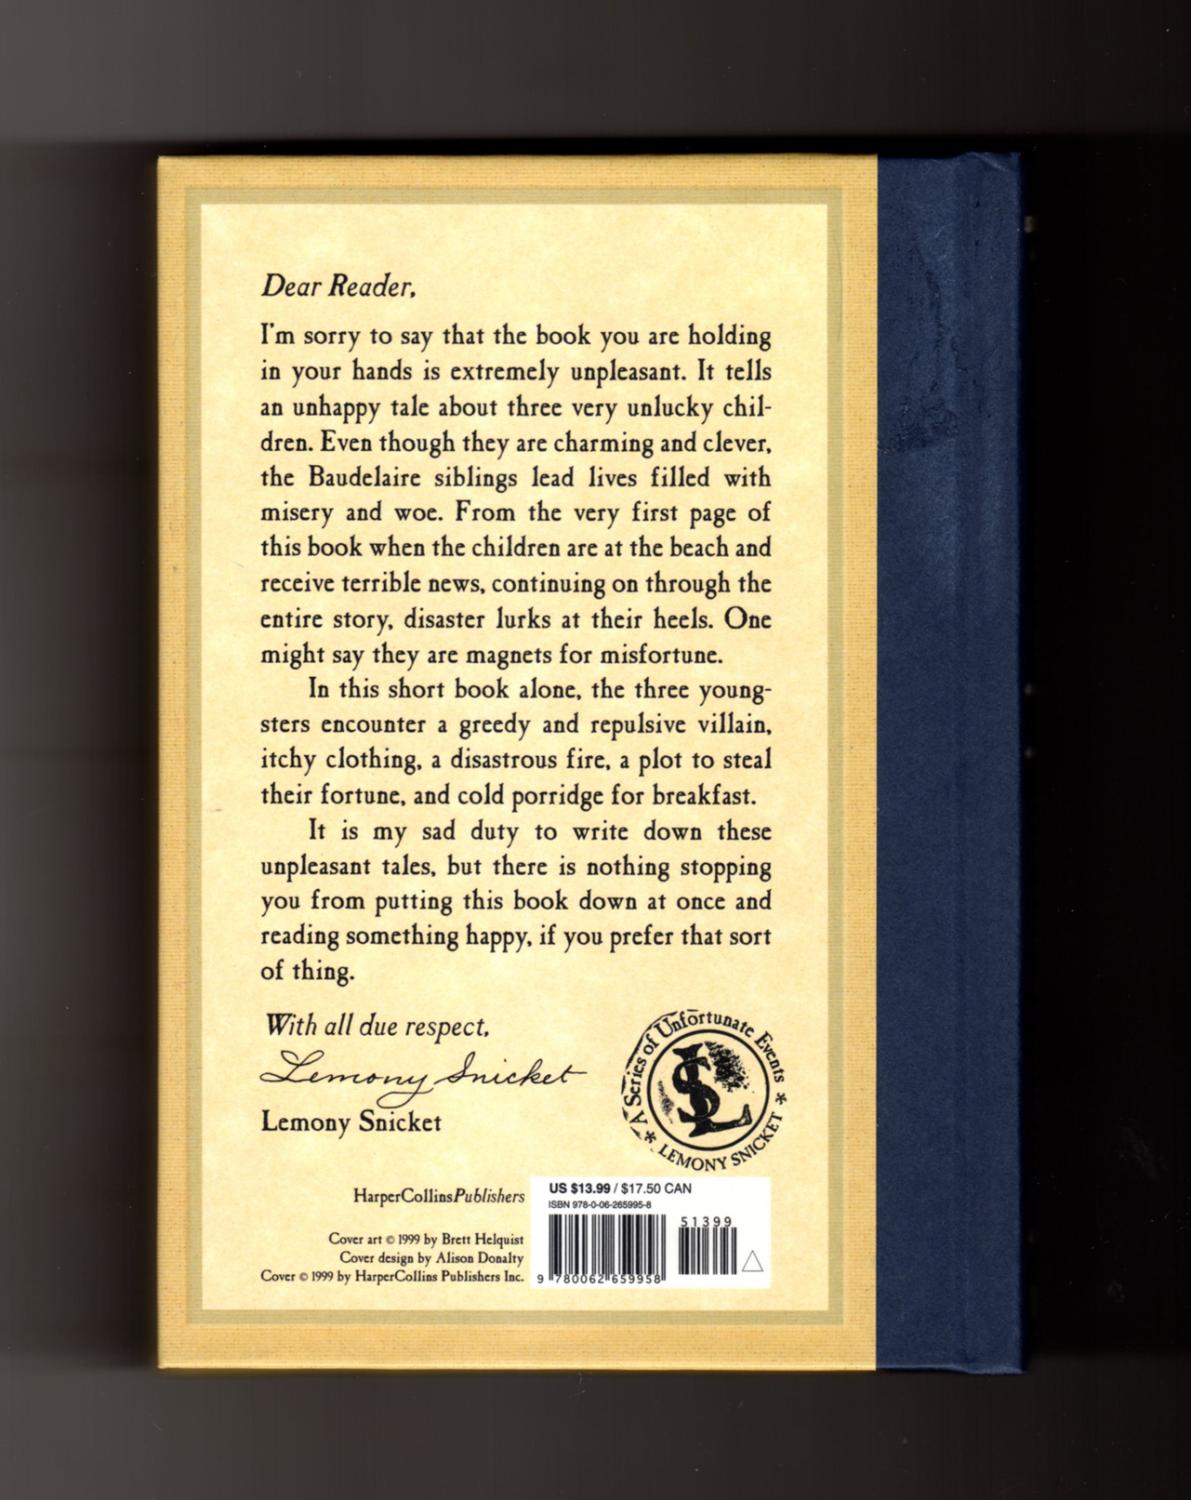 Dear Reader,
I'm sorry to say that the book you are holding
in your hands is extremely unpleasant. It tells
an unhappy tale about three very unlucky chil-
dren. Even though they are charming and clever,
the Baudelaire siblings lead lives filled with
misery and woe. From the very first page of
this book when the children are at the beach and
receive terrible news, continuing on through the
entire story, disaster lurks at their heels. One
might say they are magnets for misfortune.
In this short book alone, the three young-
sters encounter a greedy and repulsive villain,
itchy clothing, a disastrous fire, a plot to steal
their fortune, and cold porridge for breakfast.
It is my sad duty to write down these
unpleasant tales, but there is nothing stopping
you from putting this book down at once and
reading something happy, if you prefer that sort
of thing.
With all due respect,
Lemony Snicket
Lemony Snicket
* A Series of Unfortunate Events *
LEMONY SNICKET
LS
HarperCollinsPublishers
Cover art © 1999 by Brett Helquist
Cover design by Alison Donalty
Cover © 1999 by HarperCollins Publishers Inc.
US $13.99 / $17.50 CAN
ISBN 978-0-06-265995-8
51399
9 780062 659958